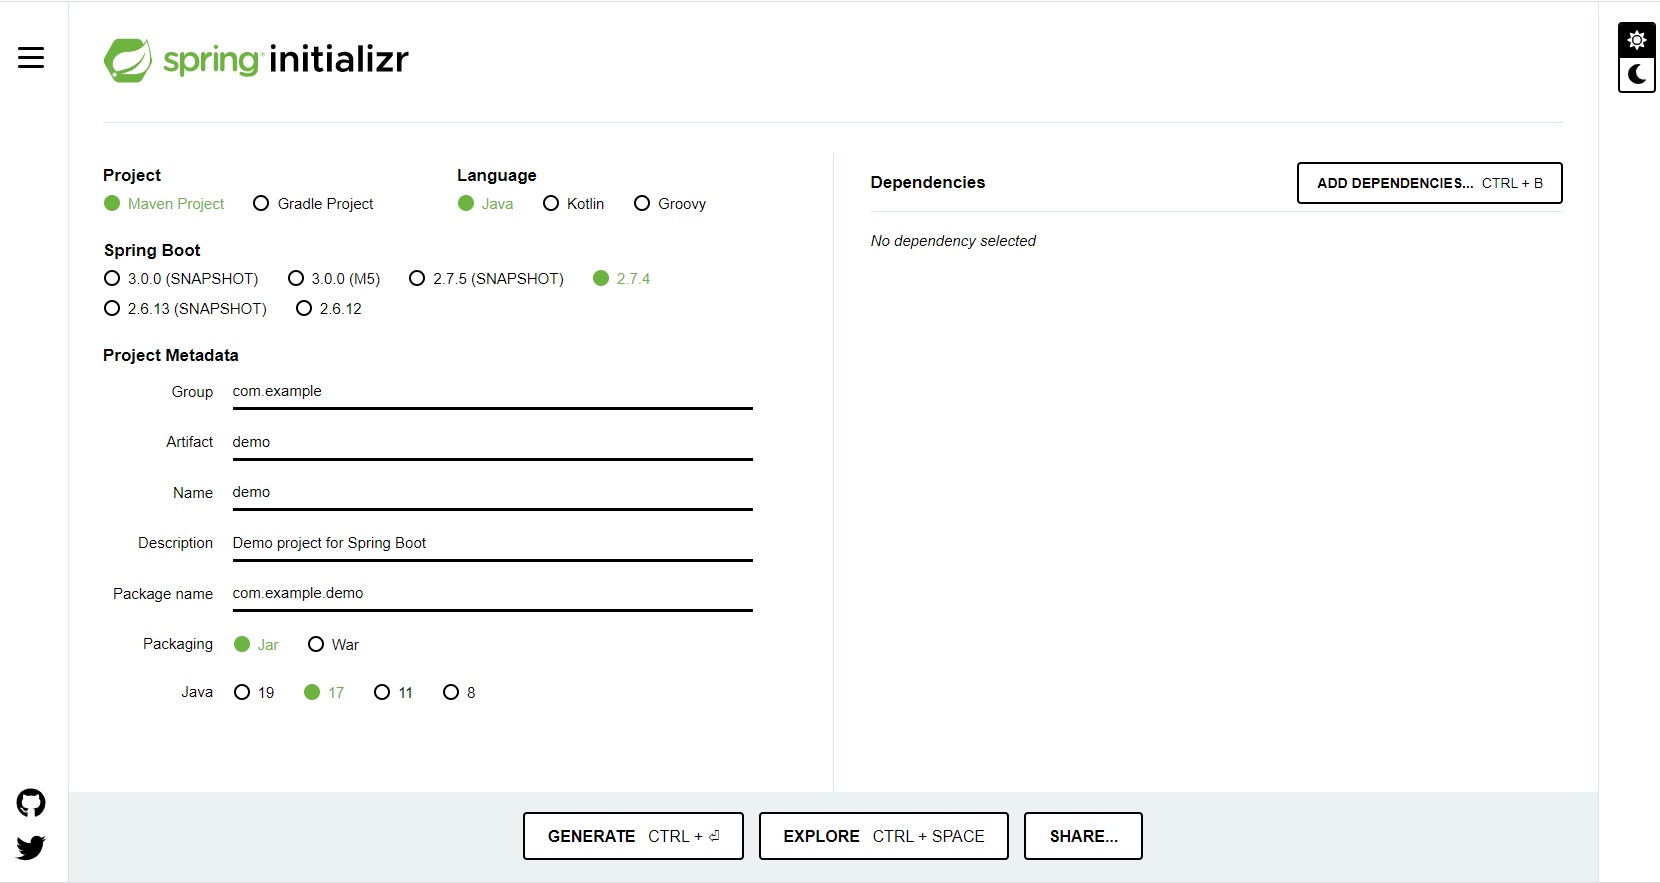 spring initializr
Project
Maven Project Gradle Project
Language
Java Kotlin Groovy
Spring Boot
3.0.0 (SNAPSHOT) 3.0.0 (M5) 2.7.5 (SNAPSHOT) 2.7.4
2.6.13 (SNAPSHOT) 2.6.12
Project Metadata
Group com.example
Artifact demo
Name demo
Description Demo project for Spring Boot
Package name com.example.demo
Packaging Jar War
Java 19 17 11 8
Dependencies
ADD DEPENDENCIES... CTRL + B
No dependency selected
GENERATE CTRL + ⏎
EXPLORE CTRL + SPACE
SHARE...